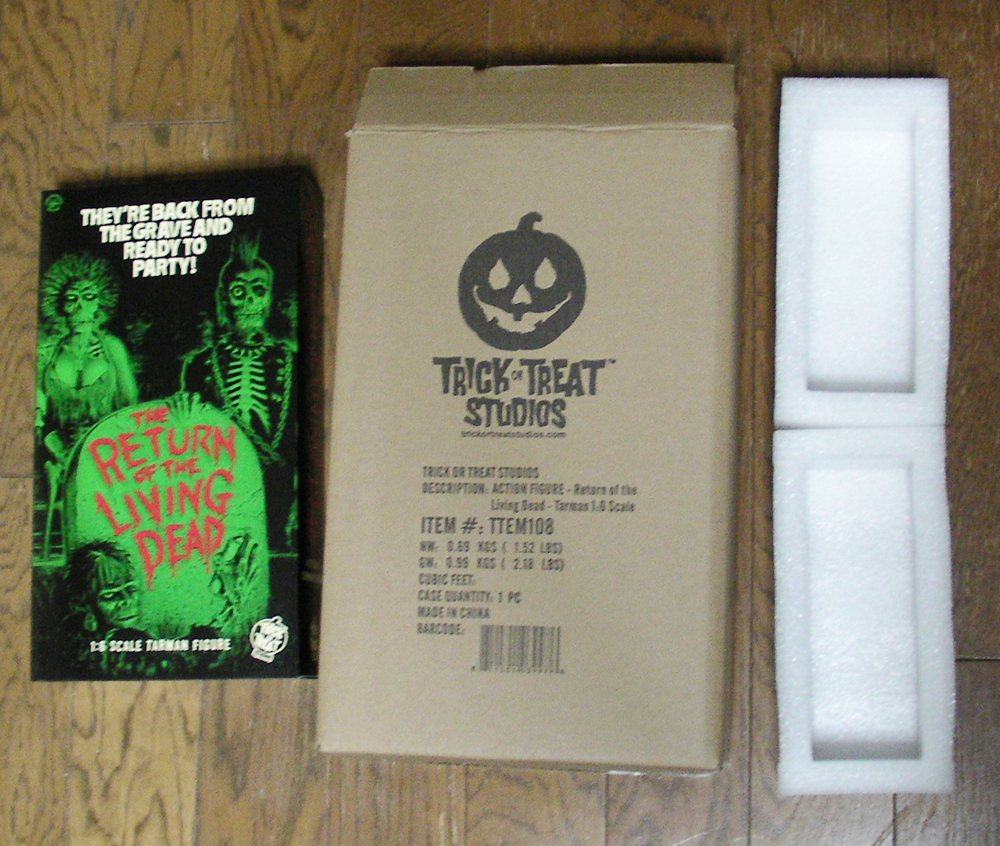 THEY'RE BACK FROM
THE GRAVE AND
READY TO
PARTY!
THE
RETURN
OF THE
LIVING
DEAD
1:6 SCALE TARMAN FIGURE
TRICK OR TREAT™
STUDIOS
trickortreatstudios.com
TRICK OR TREAT STUDIOS
DESCRIPTION: ACTION FIGURE - Return of the
Living Dead - Tarman 1:6 Scale
ITEM #: TTEM108
NW: 0.69 KGS ( 1.52 LBS)
GW: 0.99 KGS ( 2.18 LBS)
CUBIC FEET:
CASE QUANTITY: 1 PC
MADE IN CHINA
BARCODE: